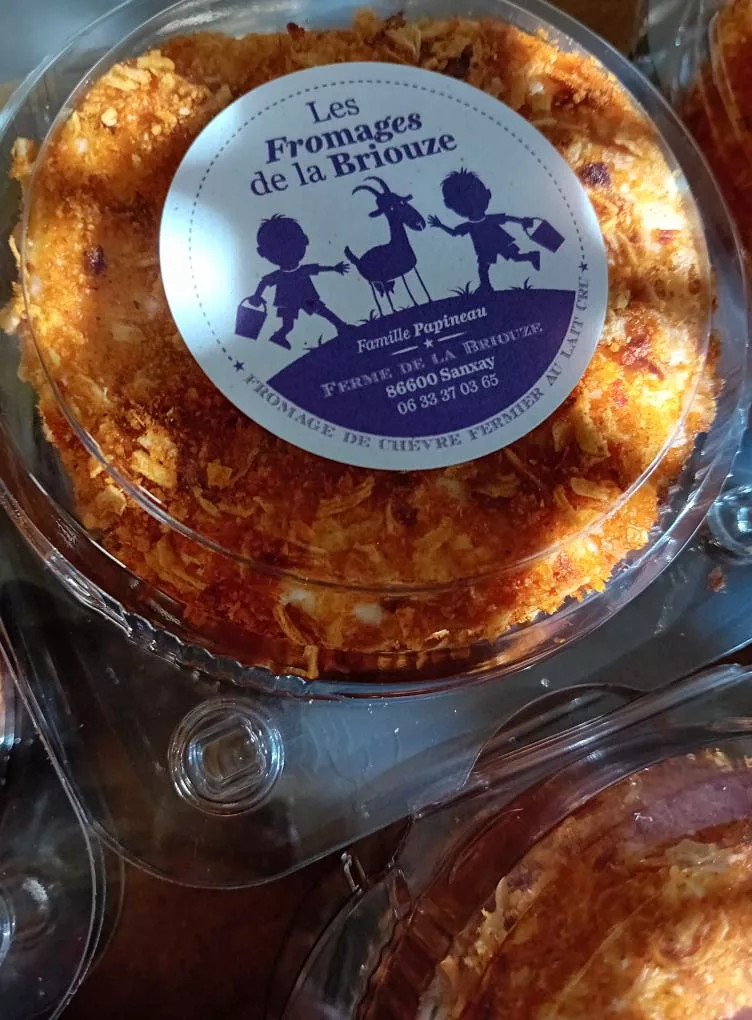 Les
Fromages
de la Briouze
Famille Papineau
FERME DE LA BRIOUZE
86600 Sanxay
06 33 37 03 65
FROMAGE DE CHÈVRE FERMIER AU LAIT CRU